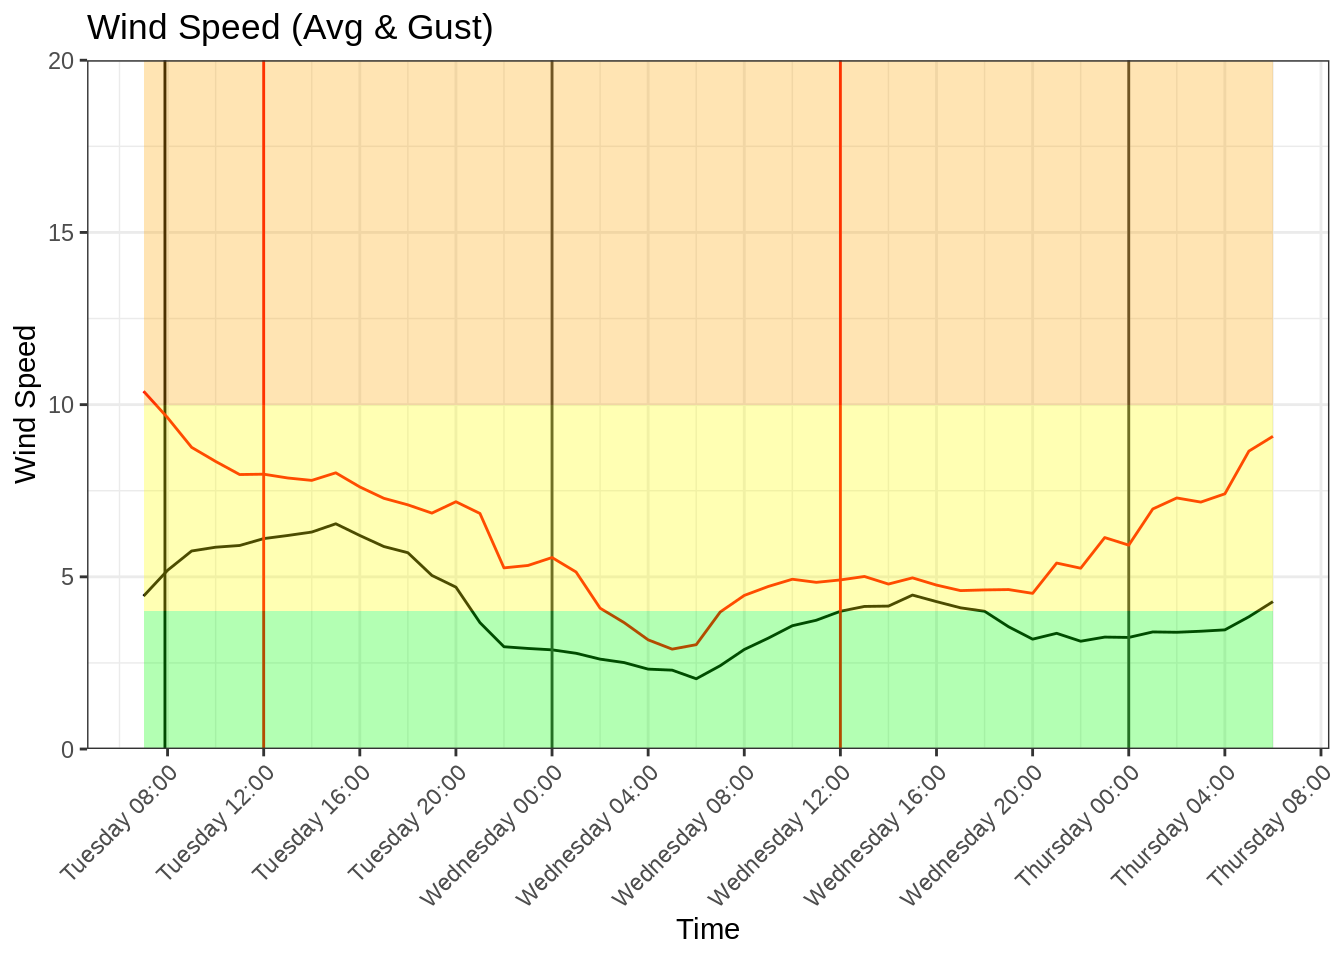 Wind Speed (Avg & Gust)
20
15
10
5
0
Wind Speed
Tuesday 08:00
Tuesday 12:00
Tuesday 16:00
Tuesday 20:00
Wednesday 00:00
Wednesday 04:00
Wednesday 08:00
Wednesday 12:00
Wednesday 16:00
Wednesday 20:00
Thursday 00:00
Thursday 04:00
Thursday 08:00
Time